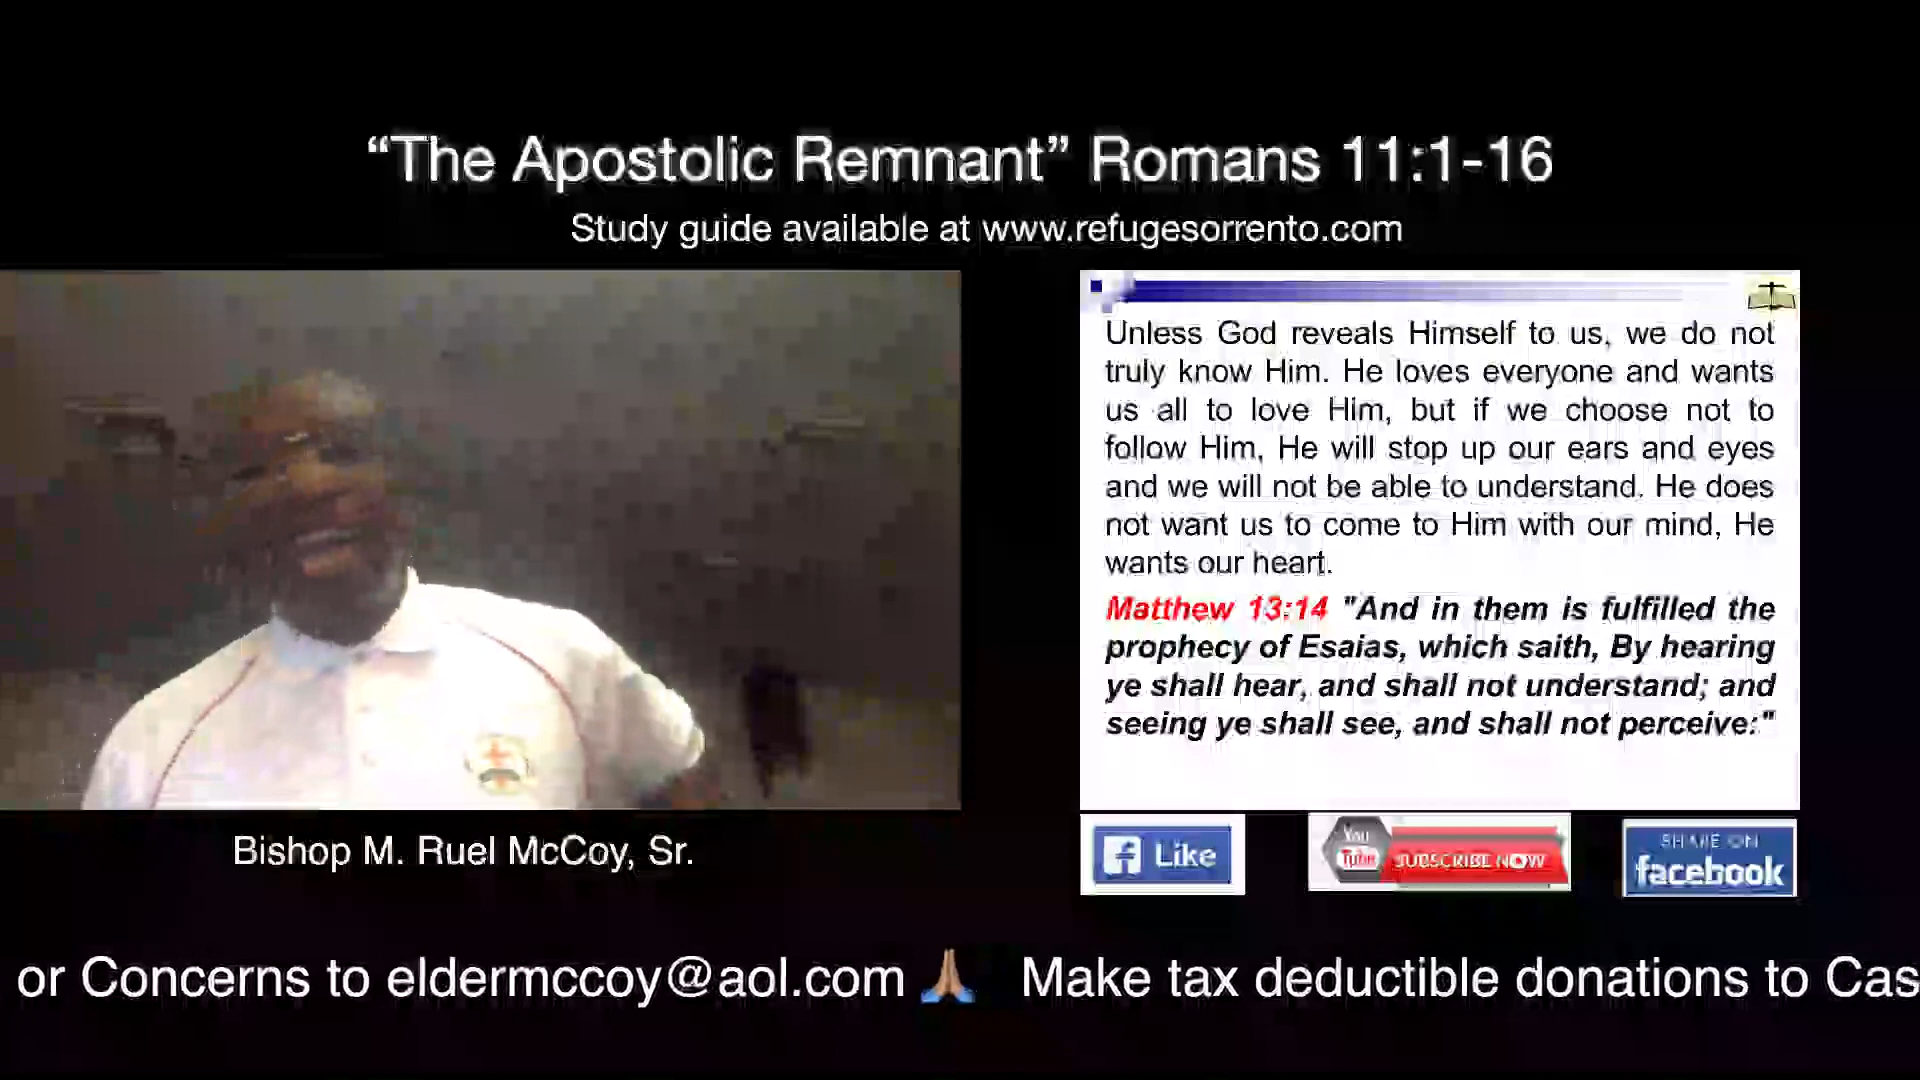 “The Apostolic Remnant” Romans 11:1-16
Study guide available at www.refugesorrento.com
Unless God reveals Himself to us, we do not
truly know Him. He loves everyone and wants
us all to love Him, but if we choose not to
follow Him, He will stop up our ears and eyes
and we will not be able to understand. He does
not want us to come to Him with our mind, He
wants our heart.
Matthew 13:14 "And in them is fulfilled the
prophecy of Esaias, which saith, By hearing
ye shall hear, and shall not understand; and
seeing ye shall see, and shall not perceive:"
Bishop M. Ruel McCoy, Sr.
Like
You
Tube
SUBSCRIBE NOW
SHARE ON
facebook
or Concerns to eldermccoy@aol.com 🙏🏽 Make tax deductible donations to Cas